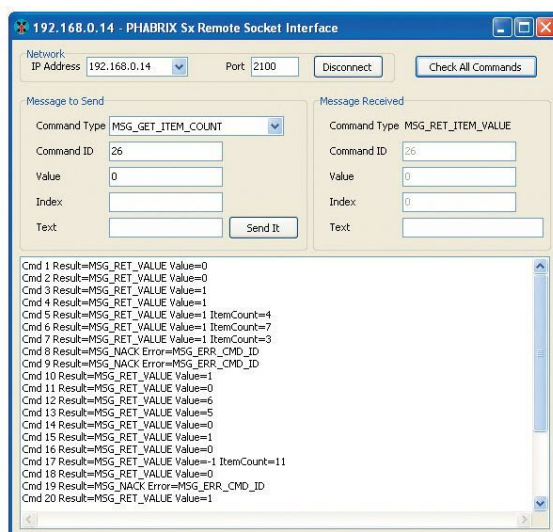 192.168.0.14 - PHABRIX Sx Remote Socket Interface
Network
IP Address 192.168.0.14 Port 2100 Disconnect Check All Commands
Message to Send
Command Type MSG_GET_ITEM_COUNT
Command ID 26
Value 0
Index
Text Send It
Message Received
Command Type MSG_RET_ITEM_VALUE
Command ID 26
Value 0
Index 0
Text
Cmd 1 Result=MSG_RET_VALUE Value=0
Cmd 2 Result=MSG_RET_VALUE Value=0
Cmd 3 Result=MSG_RET_VALUE Value=1
Cmd 4 Result=MSG_RET_VALUE Value=1
Cmd 5 Result=MSG_RET_VALUE Value=1 ItemCount=4
Cmd 6 Result=MSG_RET_VALUE Value=1 ItemCount=7
Cmd 7 Result=MSG_RET_VALUE Value=1 ItemCount=3
Cmd 8 Result=MSG_NACK Error=MSG_ERR_CMD_ID
Cmd 9 Result=MSG_NACK Error=MSG_ERR_CMD_ID
Cmd 10 Result=MSG_RET_VALUE Value=1
Cmd 11 Result=MSG_RET_VALUE Value=0
Cmd 12 Result=MSG_RET_VALUE Value=6
Cmd 13 Result=MSG_RET_VALUE Value=5
Cmd 14 Result=MSG_RET_VALUE Value=0
Cmd 15 Result=MSG_RET_VALUE Value=1
Cmd 16 Result=MSG_RET_VALUE Value=0
Cmd 17 Result=MSG_RET_VALUE Value=-1 ItemCount=11
Cmd 18 Result=MSG_RET_VALUE Value=0
Cmd 19 Result=MSG_NACK Error=MSG_ERR_CMD_ID
Cmd 20 Result=MSG_RET_VALUE Value=1